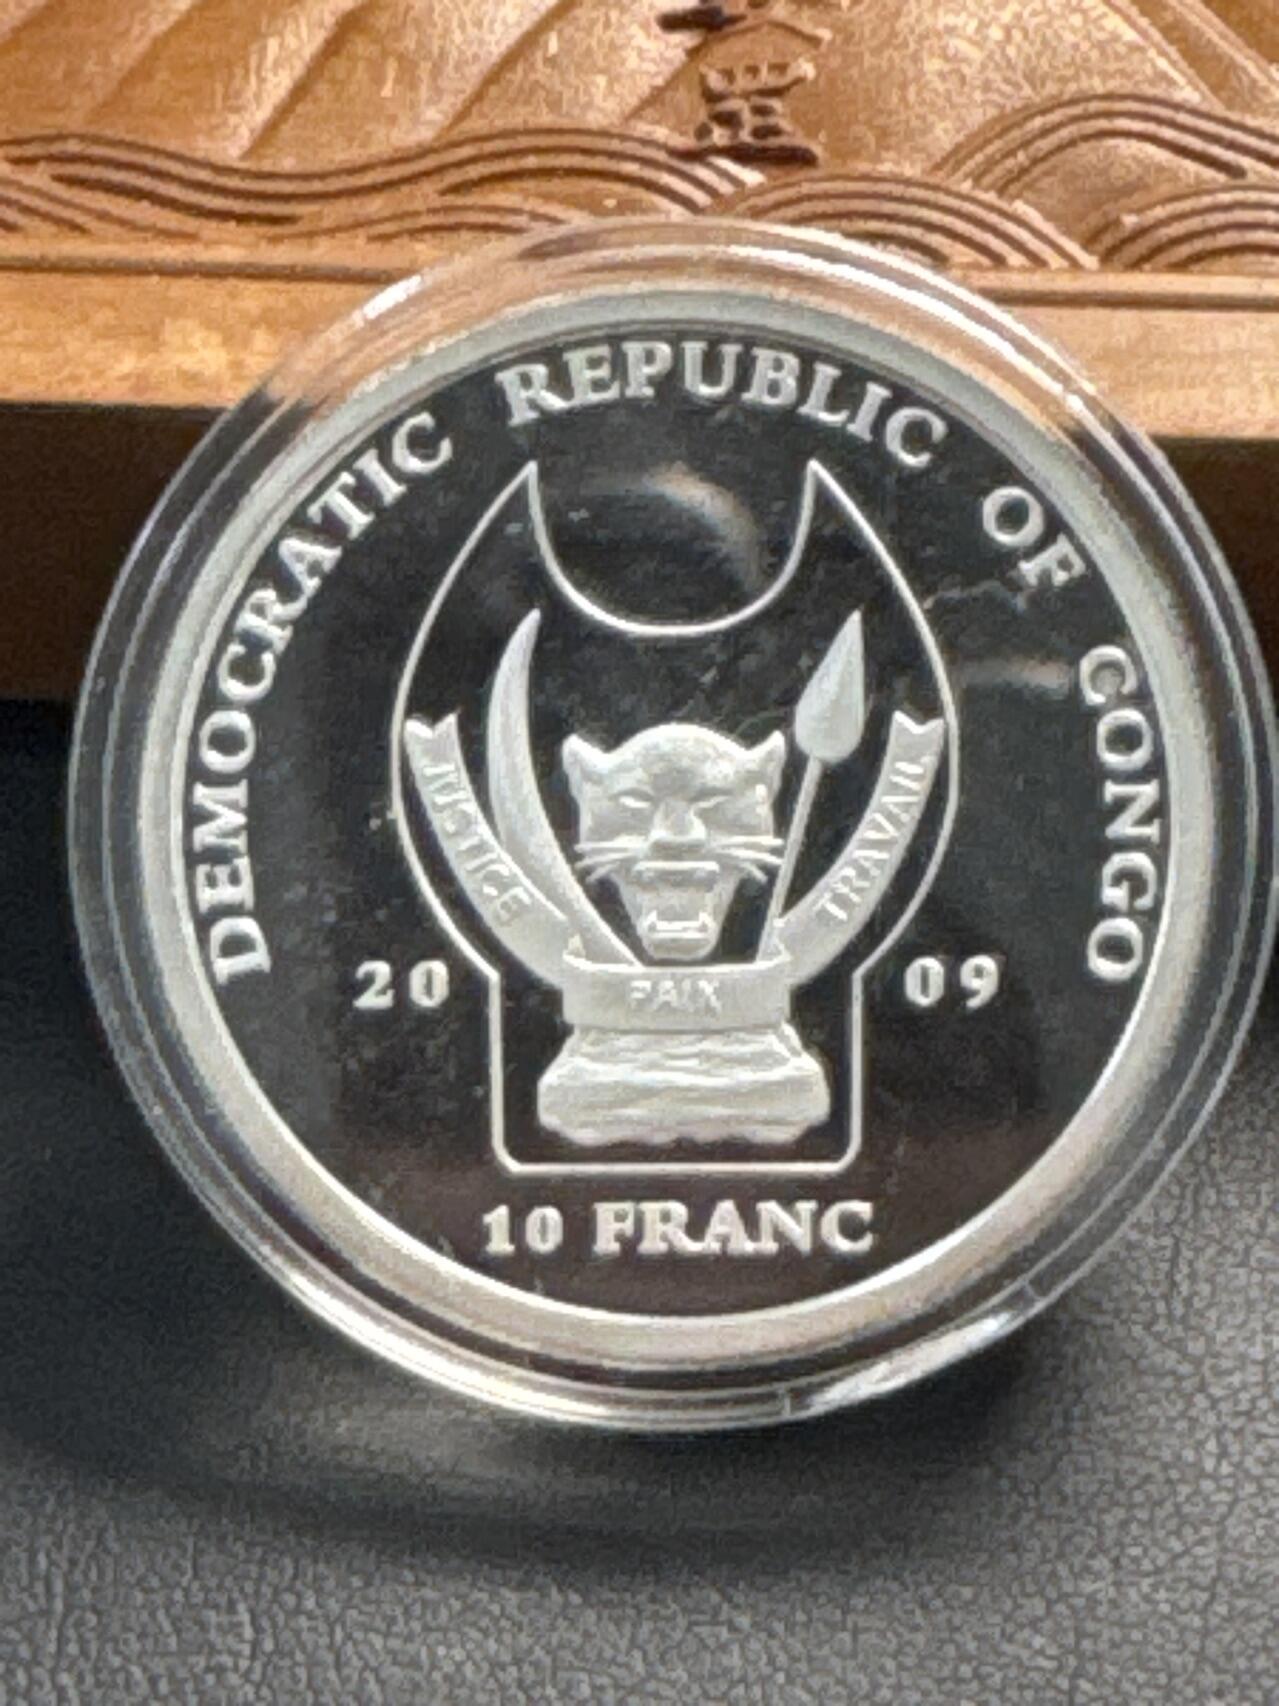 DEMOCRATIC REPUBLIC OF CONGO
JUSTICE
TRAVAIL
PAIX
20 09
10 FRANC